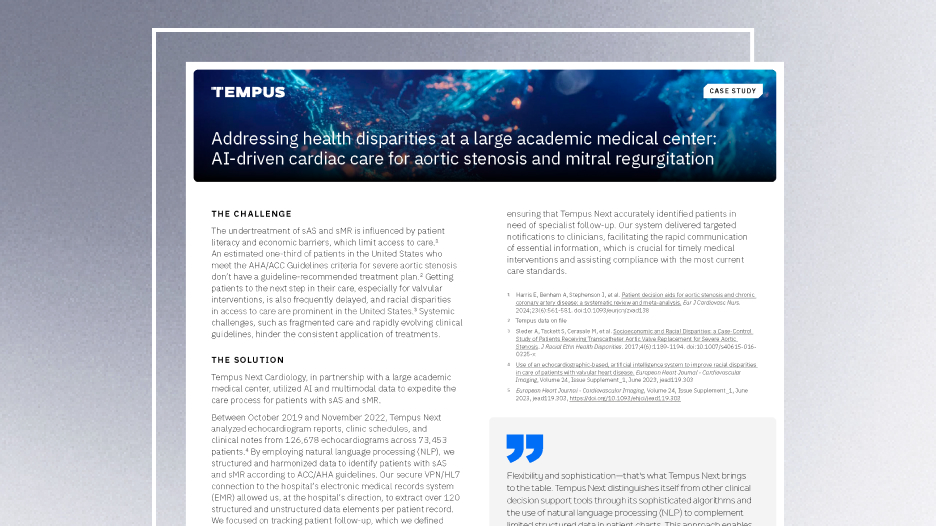 TEMPUS
CASE STUDY
Addressing health disparities at a large academic medical center:
AI-driven cardiac care for aortic stenosis and mitral regurgitation
THE CHALLENGE
The undertreatment of sAS and sMR is influenced by patient
literacy and economic barriers, which limit access to care.¹
An estimated one-third of patients in the United States who
meet the AHA/ACC Guidelines criteria for severe aortic stenosis
don't have a guideline-recommended treatment plan.² Getting
patients to the next step in their care, especially for valvular
interventions, is also frequently delayed, and racial disparities
in access to care are prominent in the United States.³ Systemic
challenges, such as fragmented care and rapidly evolving clinical
guidelines, hinder the consistent application of treatments.
THE SOLUTION
Tempus Next Cardiology, in partnership with a large academic
medical center, utilized AI and multimodal data to expedite the
care process for patients with sAS and sMR.
Between October 2019 and November 2022, Tempus Next
analyzed echocardiogram reports, clinic schedules, and
clinical notes from 126,678 echocardiograms across 73,453
patients.⁴ By employing natural language processing (NLP), we
structured and harmonized data to identify patients with sAS
and sMR according to ACC/AHA guidelines. Our secure VPN/HL7
connection to the hospital's electronic medical records system
(EMR) allowed us, at the hospital's direction, to extract over 120
structured and unstructured data elements per patient record.
We focused on tracking patient follow-up, which we defined
ensuring that Tempus Next accurately identified patients in
need of specialist follow-up. Our system delivered targeted
notifications to clinicians, facilitating the rapid communication
of essential information, which is crucial for timely medical
interventions and assisting compliance with the most current
care standards.
Harris E, Benham A, Stephenson J, et al. Patient decision aids for aortic stenosis and chronic
coronary artery disease: a systematic review and meta-analysis. Eur J Cardiovasc Nurs.
2024;23(6):561-581. doi:10.1093/eurjcn/zvad138
Tempus data on file
Sleder A, Tackett S, Cerasale M, et al. Socioeconomic and Racial Disparities: a Case-Control
Study of Patients Receiving Transcatheter Aortic Valve Replacement for Severe Aortic
Stenosis. J Racial Ethn Health Disparities. 2017;4(6):1189-1194. doi:10.1007/s40615-016-
0325-x
Use of an echocardiographic-based, artificial intelligence system to improve racial disparities
in care of patients with valvular heart disease. European Heart Journal - Cardiovascular
Imaging, Volume 24, Issue Supplement_1, June 2023, jead119.303
European Heart Journal - Cardiovascular Imaging, Volume 24, Issue Supplement_1, June
2023, jead119.303, https://doi.org/10.1093/ehjci/jead119.303
Flexibility and sophistication—that's what Tempus Next brings
to the table. Tempus Next distinguishes itself from other clinical
decision support tools through its sophisticated algorithms and
the use of natural language processing (NLP) to complement
limited structured data in patient charts. This approach enables